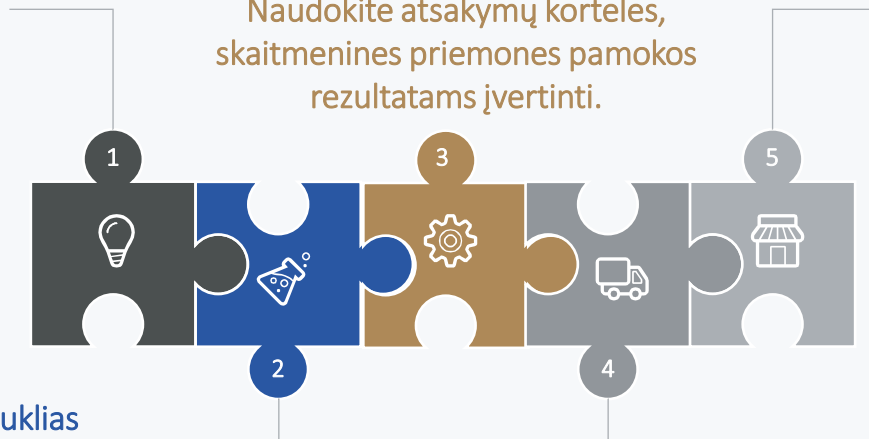 Naudokite atsakymų korteles,
skaitmenines priemones pamokos
rezultatams įvertinti.
1
3
5
2
4
uklias